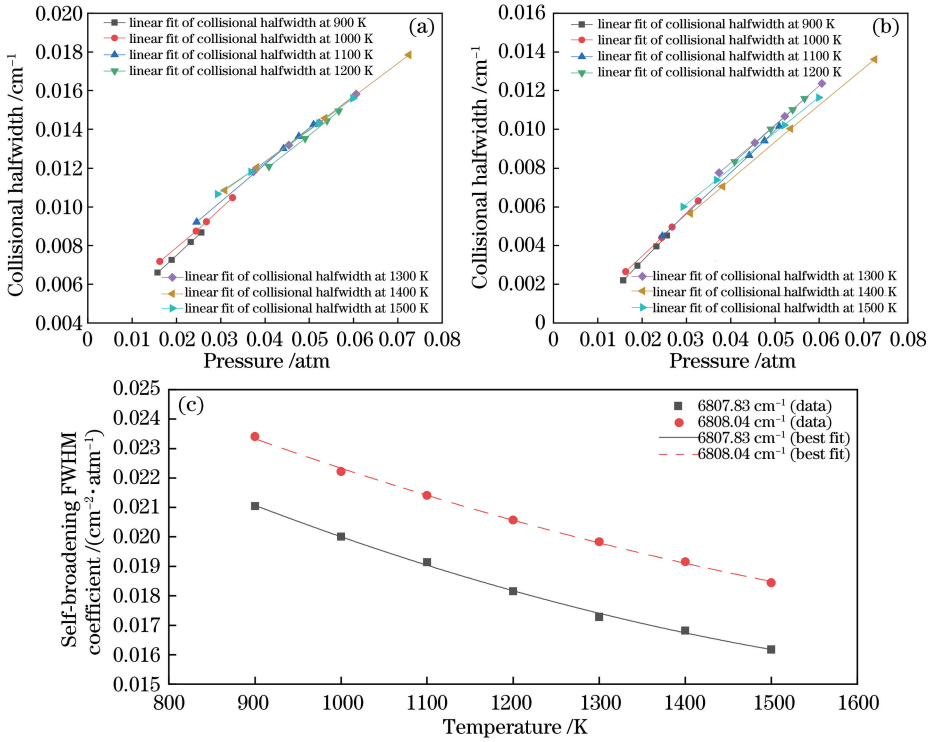 (a)
linear fit of collisional halfwidth at 900 K
linear fit of collisional halfwidth at 1000 K
linear fit of collisional halfwidth at 1100 K
linear fit of collisional halfwidth at 1200 K
linear fit of collisional halfwidth at 1300 K
linear fit of collisional halfwidth at 1400 K
linear fit of collisional halfwidth at 1500 K
Collisional halfwidth /cm⁻¹
0.020
0.018
0.016
0.014
0.012
0.010
0.008
0.006
0.004
0
0.01
0.02
0.03
0.04
0.05
0.06
0.07
0.08
Pressure /atm
(b)
linear fit of collisional halfwidth at 900 K
linear fit of collisional halfwidth at 1000 K
linear fit of collisional halfwidth at 1100 K
linear fit of collisional halfwidth at 1200 K
linear fit of collisional halfwidth at 1300 K
linear fit of collisional halfwidth at 1400 K
linear fit of collisional halfwidth at 1500 K
Collisional halfwidth /cm⁻¹
0.016
0.014
0.012
0.010
0.008
0.006
0.004
0.002
0
0
0.01
0.02
0.03
0.04
0.05
0.06
0.07
0.08
Pressure /atm
(c)
6807.83 cm⁻¹ (data)
6808.04 cm⁻¹ (data)
6807.83 cm⁻¹ (best fit)
6808.04 cm⁻¹ (best fit)
Self-broadening FWHM
coefficient /(cm⁻²·atm⁻¹)
0.025
0.024
0.023
0.022
0.021
0.020
0.019
0.018
0.017
0.016
0.015
800
900
1000
1100
1200
1300
1400
1500
1600
Temperature /K